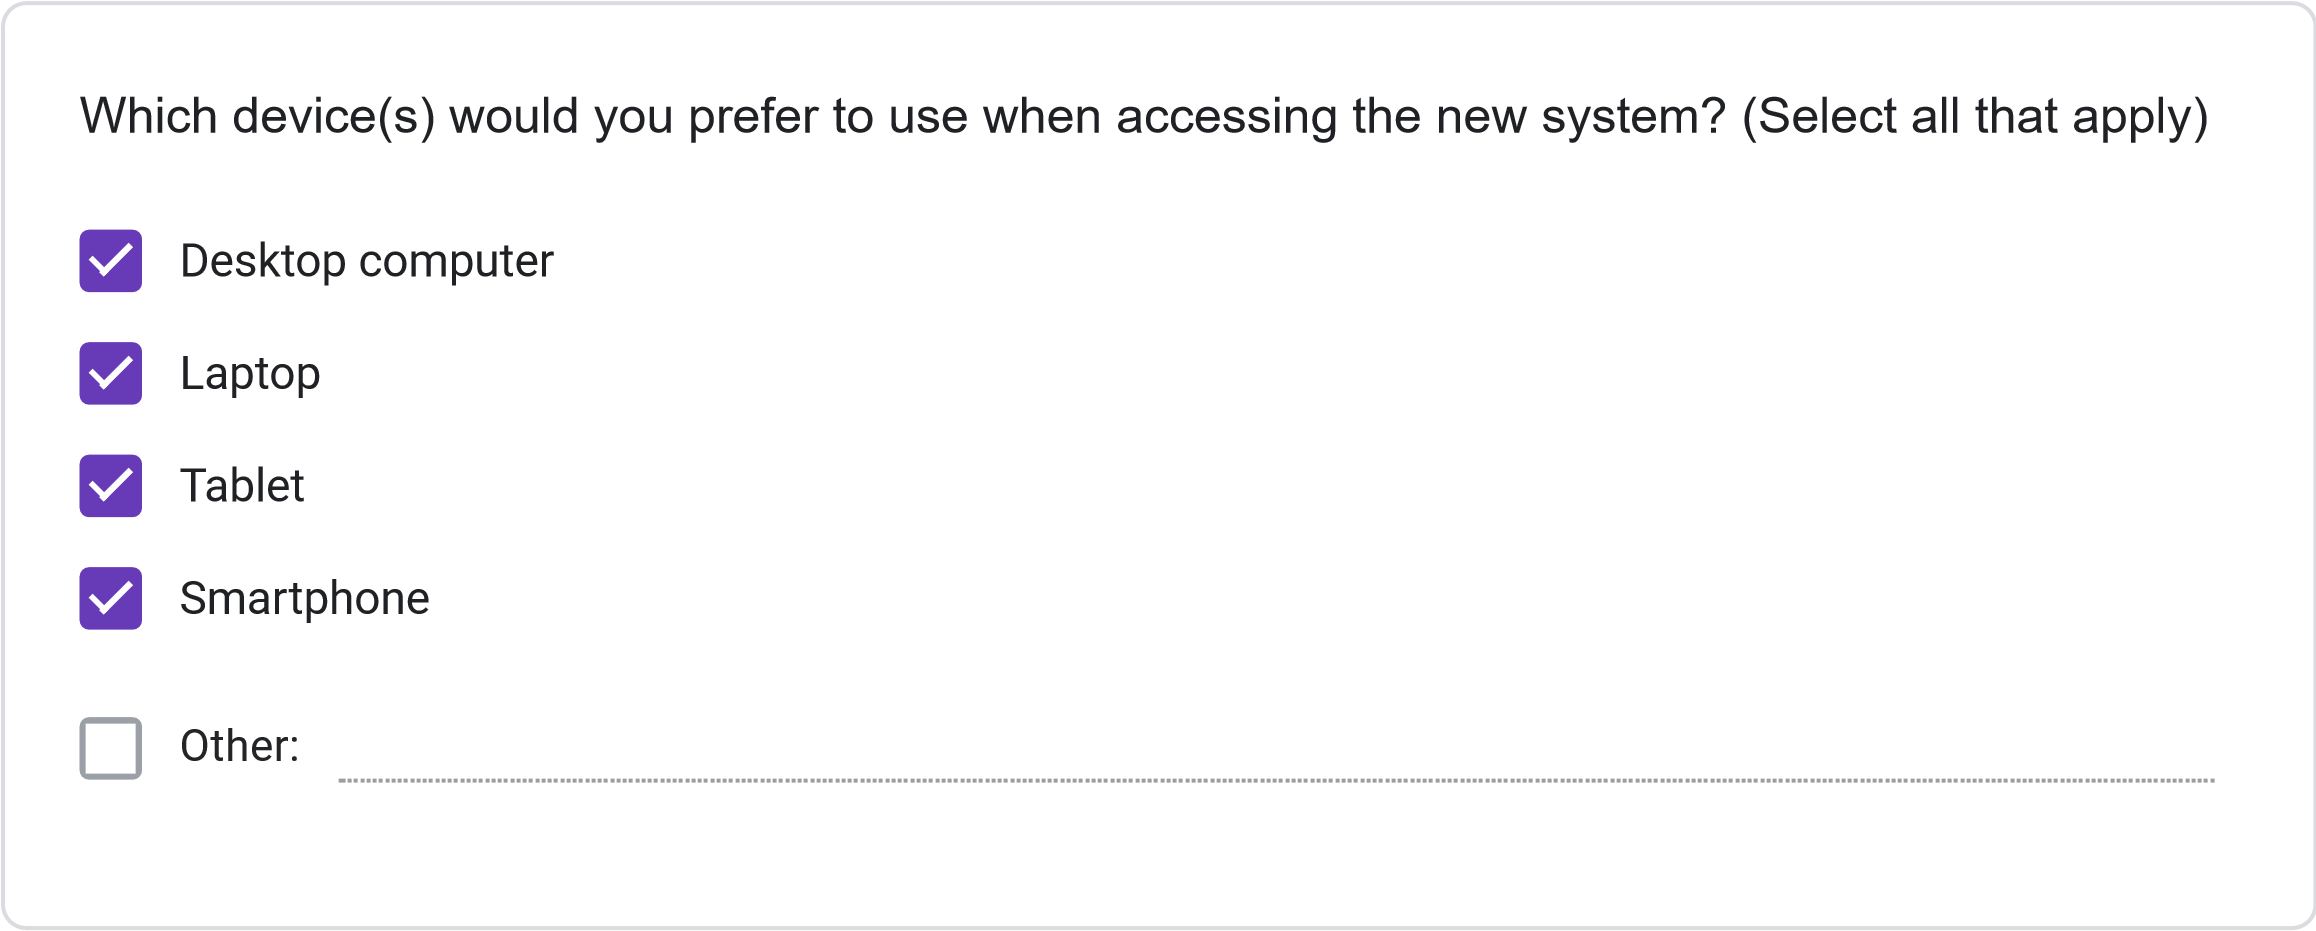 Which device(s) would you prefer to use when accessing the new system? (Select all that apply)
Desktop computer
Laptop
Tablet
Smartphone
Other: